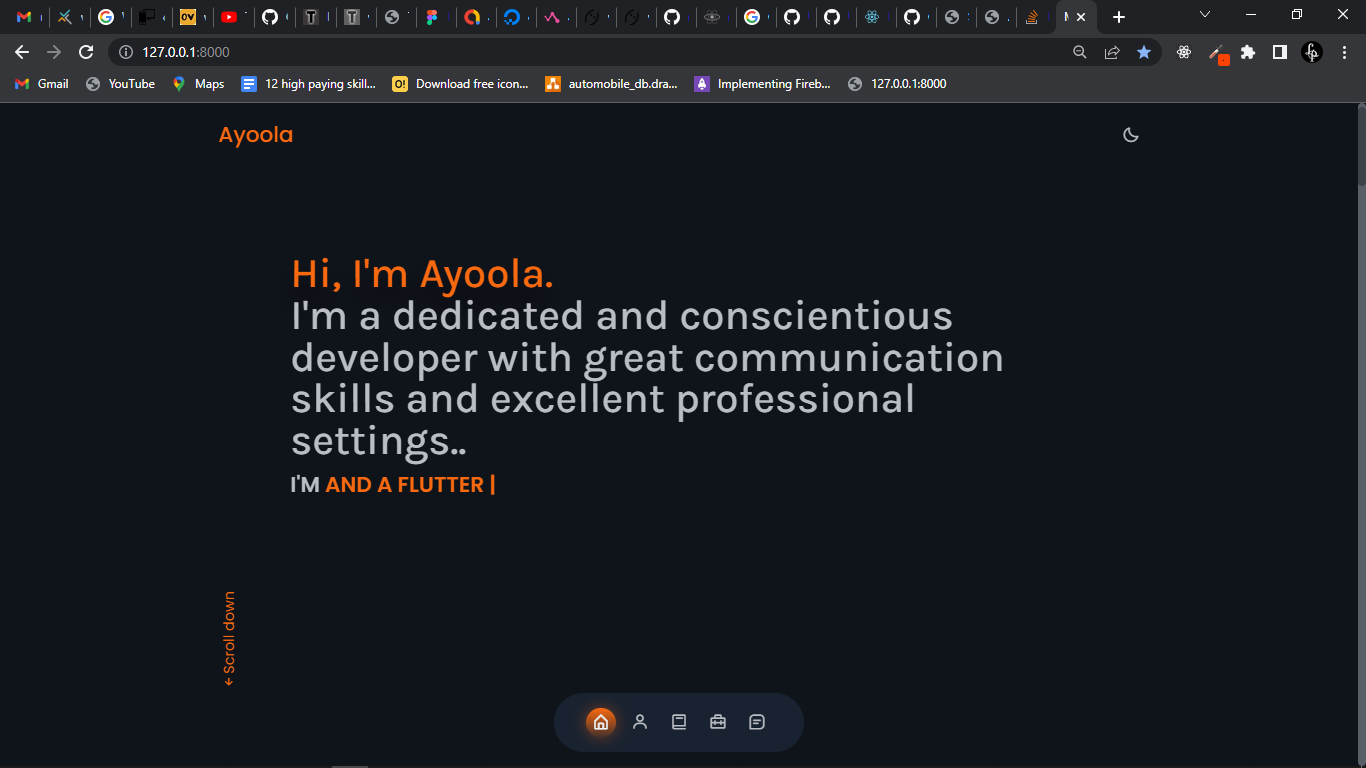 127.0.0.1:8000
Gmail
YouTube
Maps
12 high paying skill...
Download free icon...
automobile_db.dra...
Implementing Fireb...
127.0.0.1:8000
Ayoola
Hi, I'm Ayoola.
I'm a dedicated and conscientious
developer with great communication
skills and excellent professional
settings..
I'M AND A FLUTTER |
← Scroll down